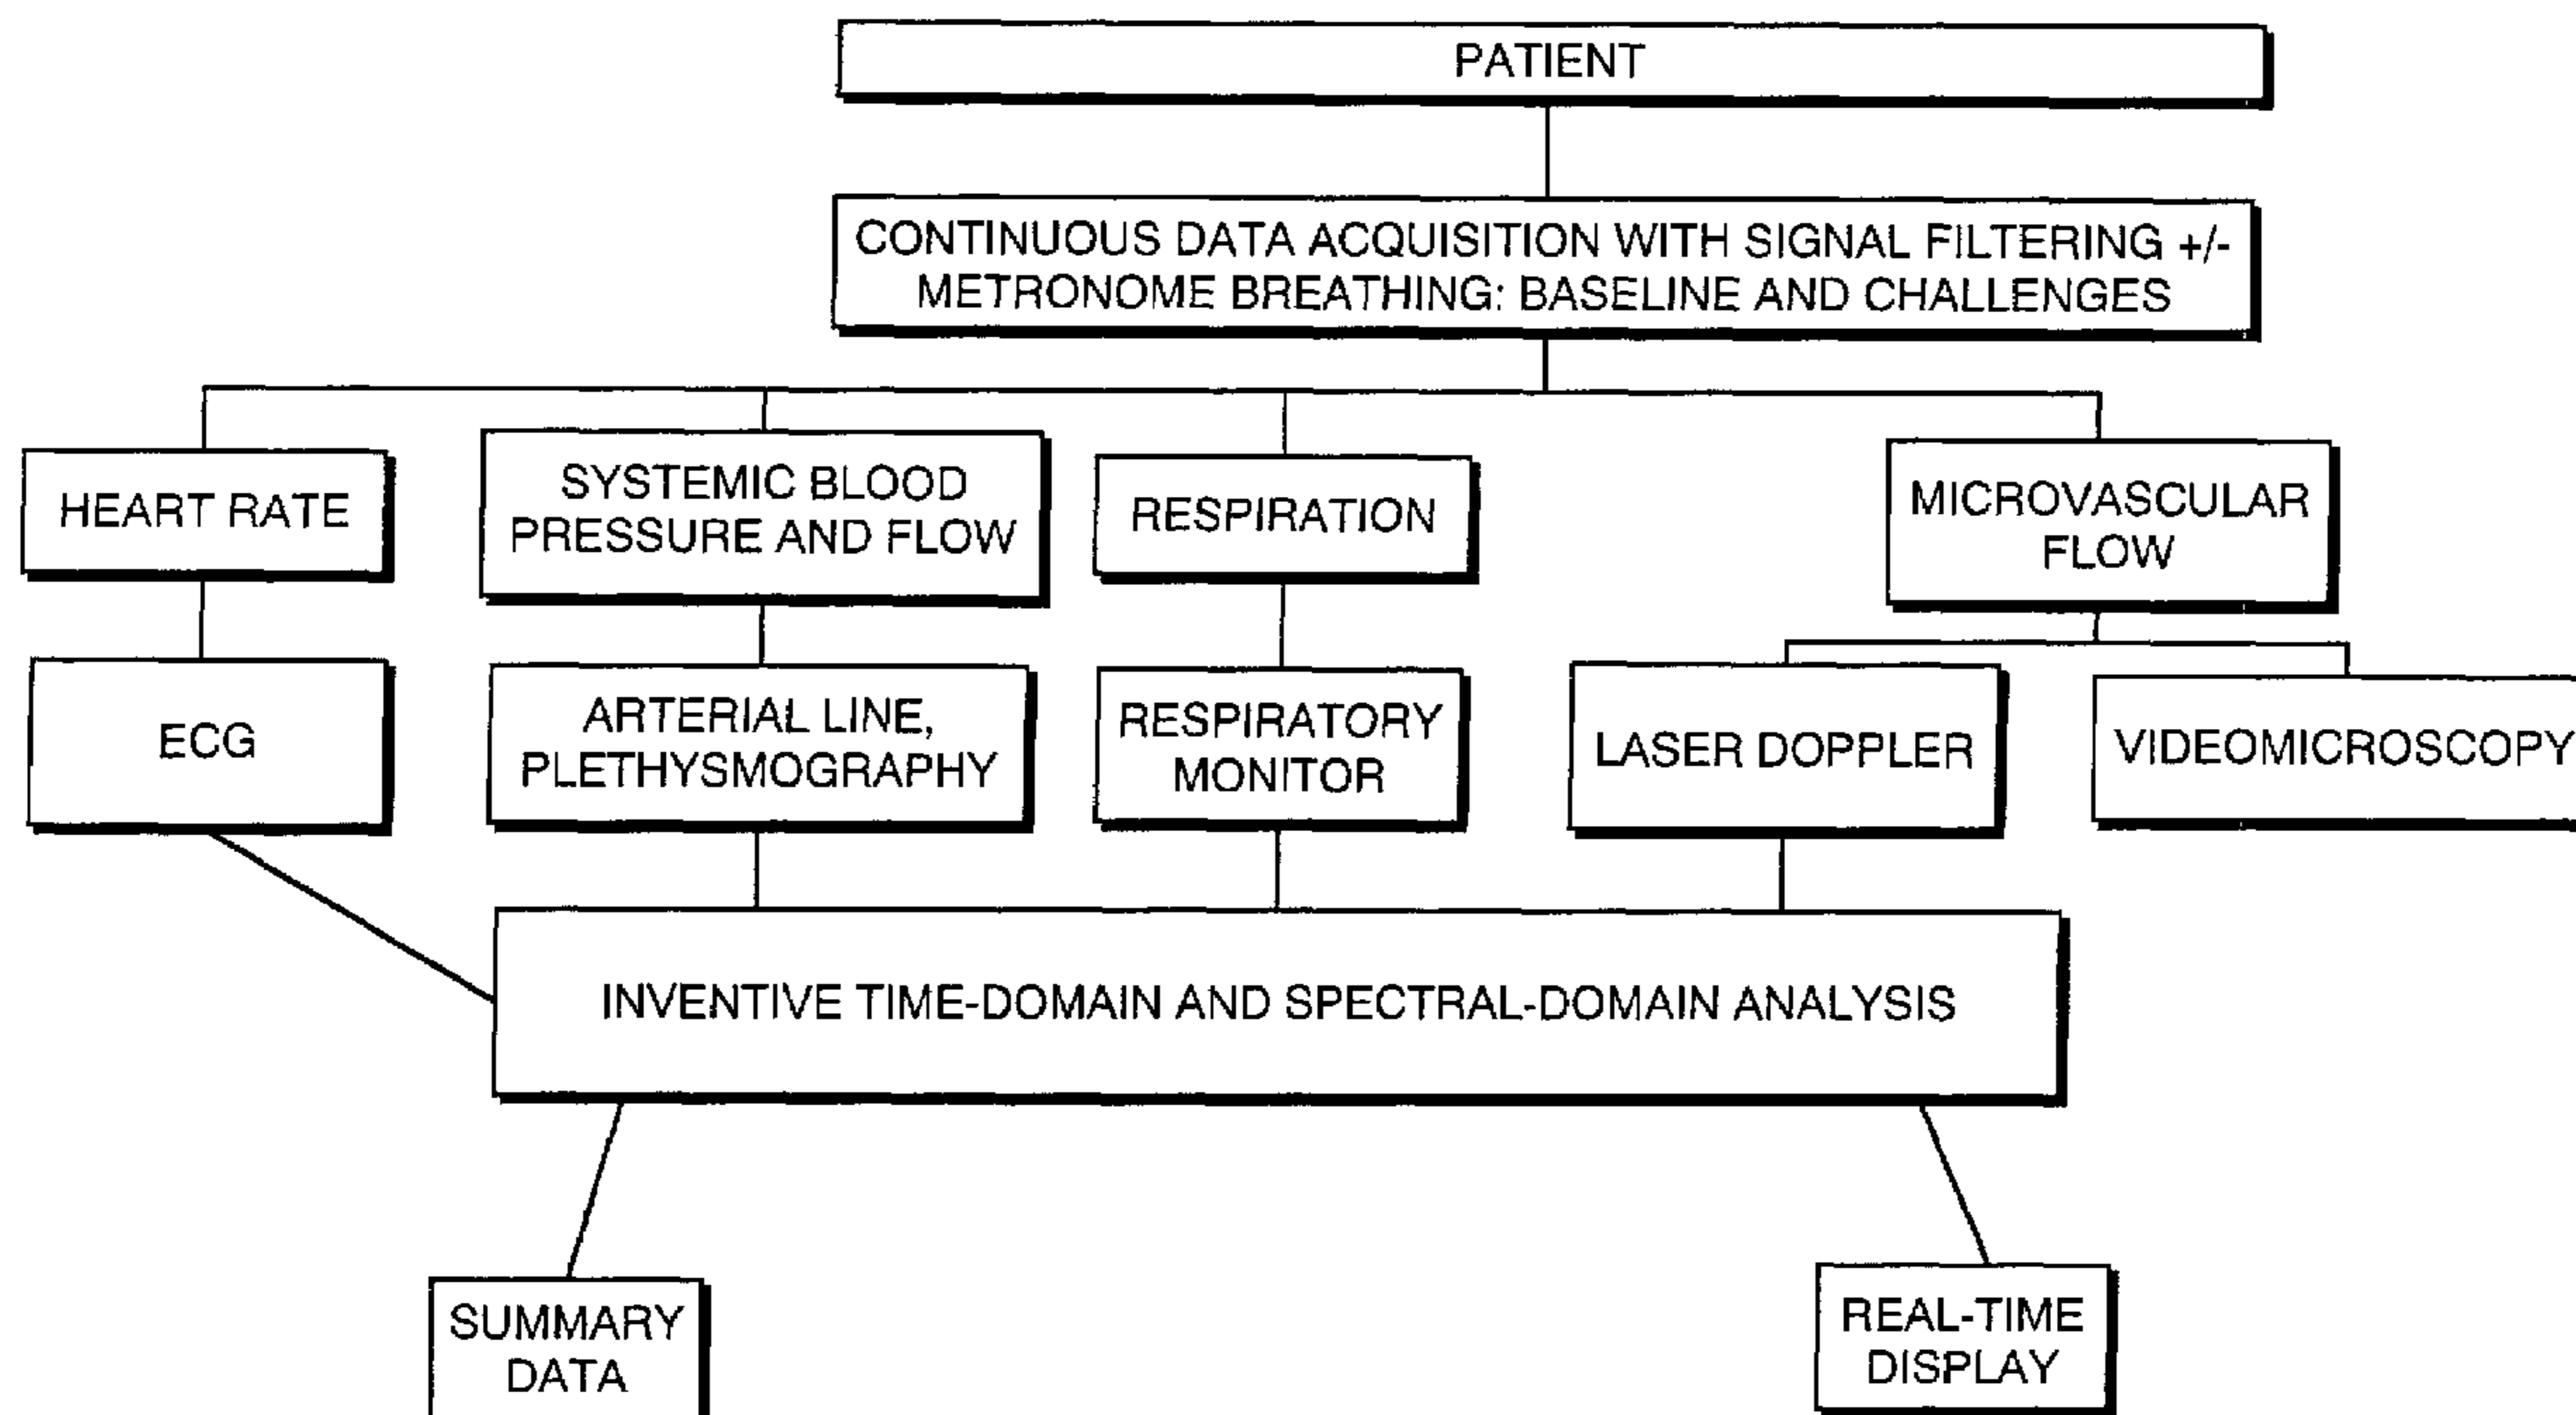 PATIENT
CONTINUOUS DATA ACQUISITION WITH SIGNAL FILTERING +/-
METRONOME BREATHING: BASELINE AND CHALLENGES
HEART RATE
SYSTEMIC BLOOD
PRESSURE AND FLOW
RESPIRATION
MICROVASCULAR
FLOW
ECG
ARTERIAL LINE,
PLETHYSMOGRAPHY
RESPIRATORY
MONITOR
LASER DOPPLER
VIDEOMICROSCOPY
INVENTIVE TIME-DOMAIN AND SPECTRAL-DOMAIN ANALYSIS
SUMMARY
DATA
REAL-TIME
DISPLAY